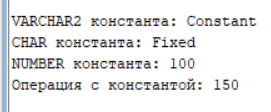 VARCHAR2 константа: Constant
CHAR константа: Fixed
NUMBER константа: 100
Операция с константой: 150